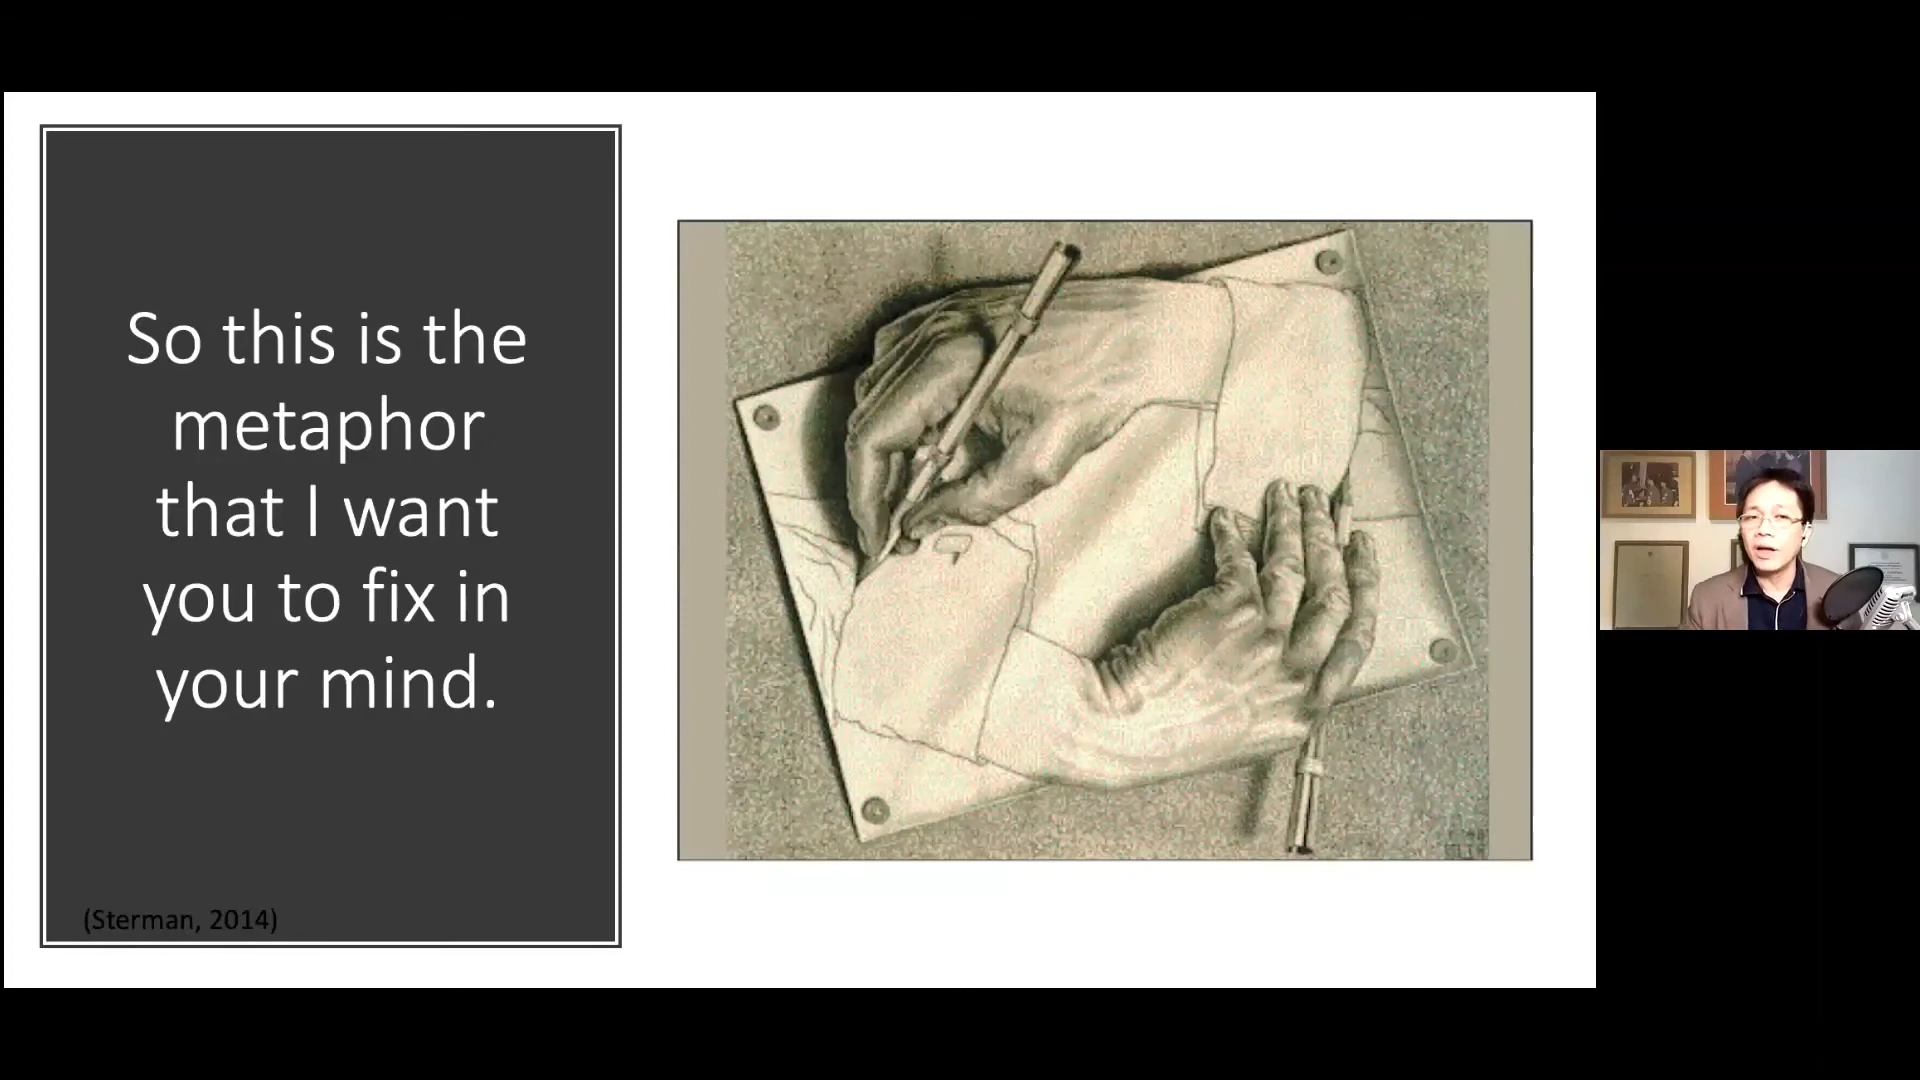 So this is the
metaphor
that I want
you to fix in
your mind.
(Sterman, 2014)